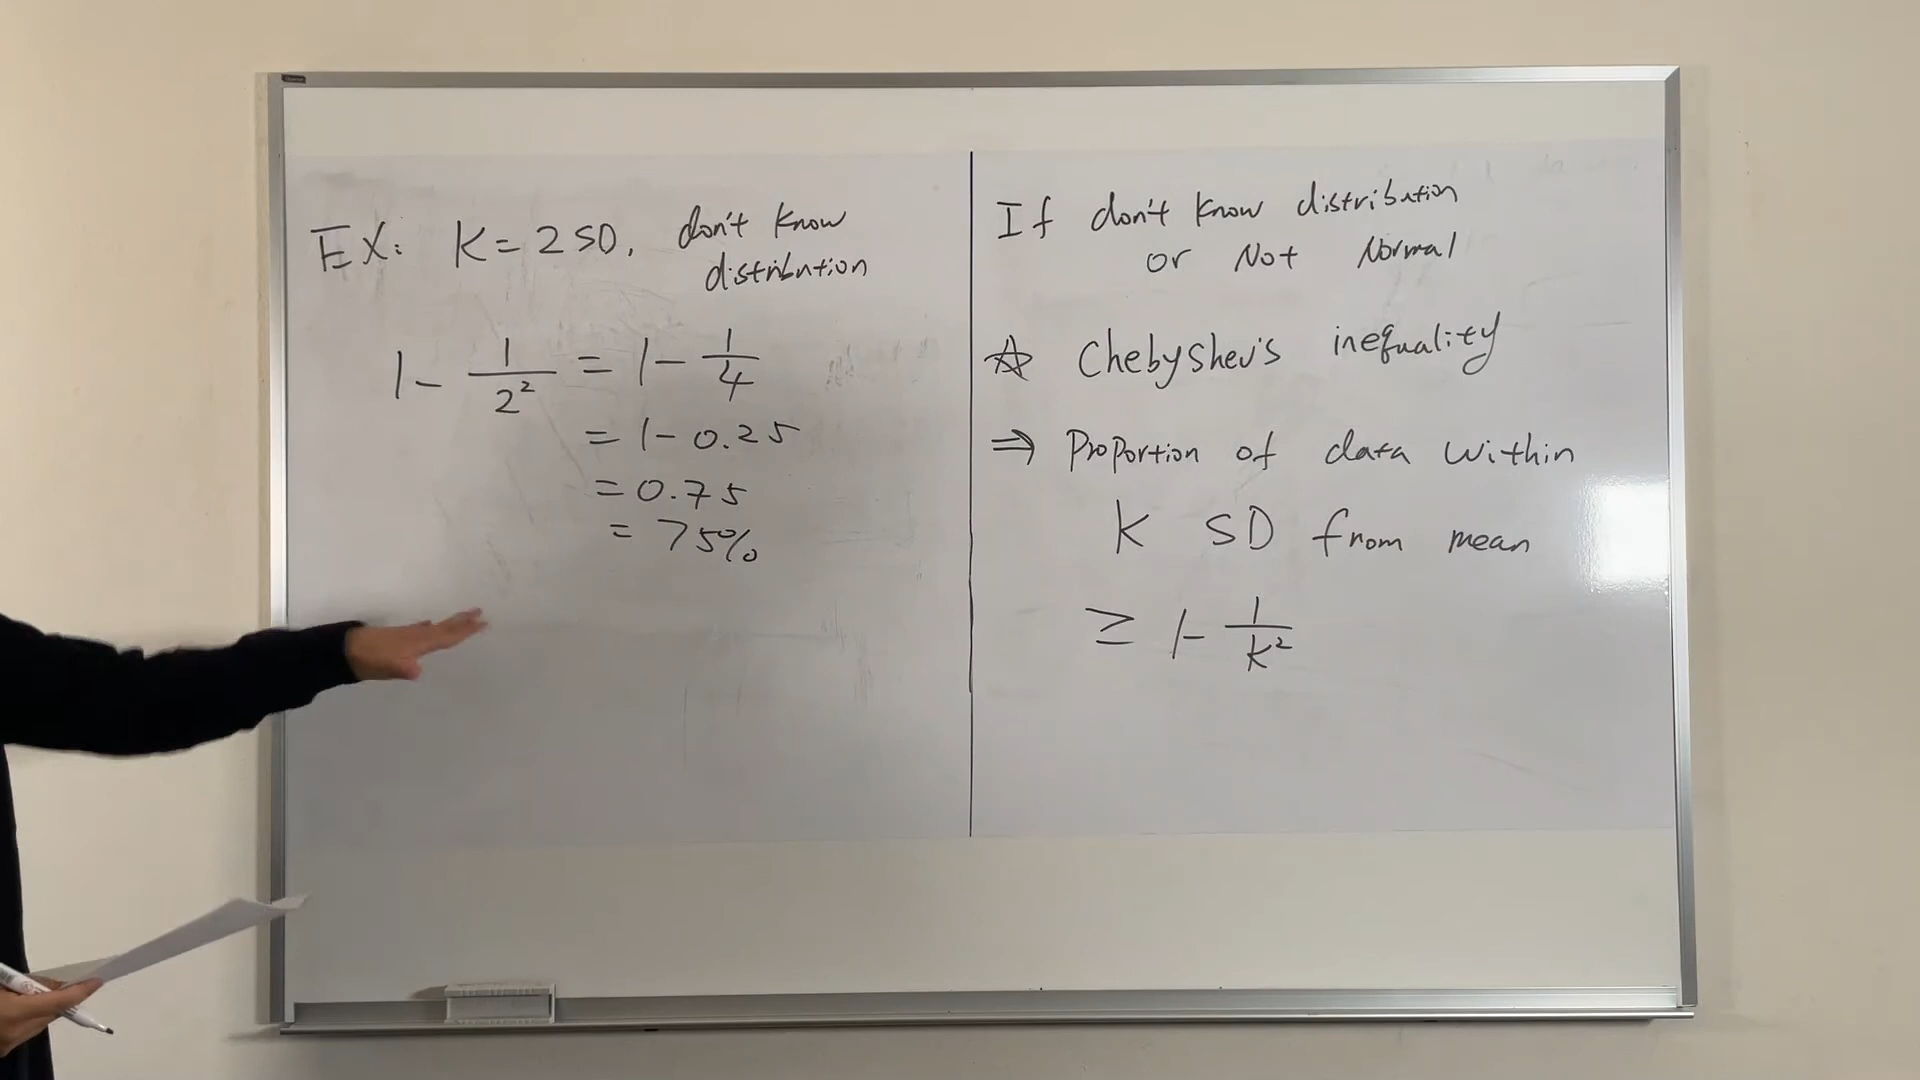 EX: K = 2 SD, don't know
distribution
1 - 1/2² = 1 - 1/4
= 1 - 0.25
= 0.75
= 75%
If don't know distribution
or Not Normal
☆ Chebyshev's inequality
⇒ Proportion of data within
K SD from mean
≥ 1 - 1/k²